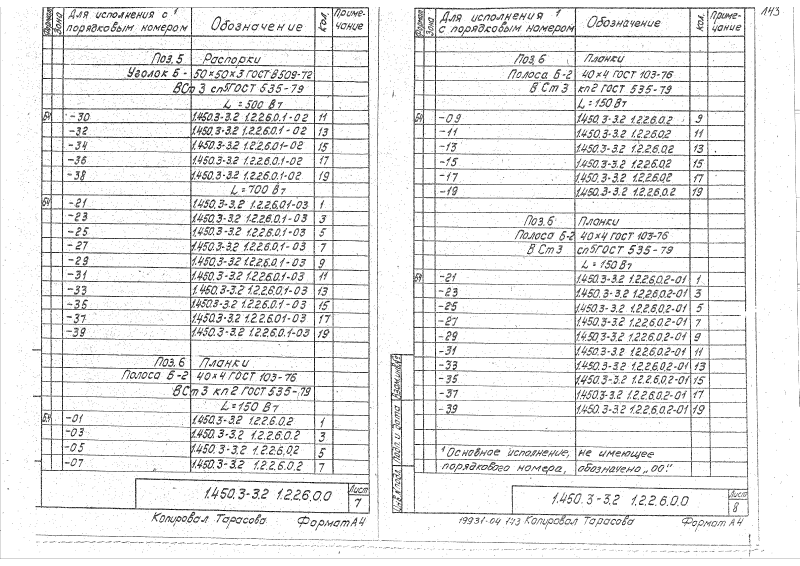 Формат Зона Для исполнения с ¹ порядковым номером Обозначение Кол. Примечание
Поз. 5 Распорки
Уголок Б - 50×50×3 ГОСТ 8509-72
ВСт 3 сп5 ГОСТ 535-79
L = 500 Вт
БЧ -30 1.450.3-3.2 1.2.2.6.0.1-02 11
-32 1.450.3-3.2 1.2.2.6.0.1-02 13
-34 1.450.3-3.2 1.2.2.6.0.1-02 15
-36 1.450.3-3.2 1.2.2.6.0.1-02 17
-38 1.450.3-3.2 1.2.2.6.0.1-02 19
L = 700 Вт
БЧ -21 1.450.3-3.2 1.2.2.6.0.1-03 1
-23 1.450.3-3.2 1.2.2.6.0.1-03 3
-25 1.450.3-3.2 1.2.2.6.0.1-03 5
-27 1.450.3-3.2 1.2.2.6.0.1-03 7
-29 1.450.3-3.2 1.2.2.6.0.1-03 9
-31 1.450.3-3.2 1.2.2.6.0.1-03 11
-33 1.450.3-3.2 1.2.2.6.0.1-03 13
-35 1.450.3-3.2 1.2.2.6.0.1-03 15
-37 1.450.3-3.2 1.2.2.6.0.1-03 17
-39 1.450.3-3.2 1.2.2.6.0.1-03 19
Поз. 6 Планки
Полоса Б-2 40×4 ГОСТ 103-76
ВСт 3 кп2 ГОСТ 535-79
L = 150 Вт
БЧ -01 1.450.3-3.2 1.2.2.6.0.2 1
-03 1.450.3-3.2 1.2.2.6.0.2 3
-05 1.450.3-3.2 1.2.2.6.0.2 5
-07 1.450.3-3.2 1.2.2.6.0.2 7
1.450.3-3.2 1.2.2.6.0.0 Лист 7
Копировал Тарасова Формат А4
143
Формат Зона Для исполнения ¹ с порядковым номером Обозначение Кол. Примечание
Поз. 6 Планки
Полоса Б-2 40×4 ГОСТ 103-76
В Ст 3 кп2 ГОСТ 535-79
L = 150 Вт
БЧ -09 1.450.3-3.2 1.2.2.6.0.2 9
-11 1.450.3-3.2 1.2.2.6.0.2 11
-13 1.450.3-3.2 1.2.2.6.0.2 13
-15 1.450.3-3.2 1.2.2.6.0.2 15
-17 1.450.3-3.2 1.2.2.6.0.2 17
-19 1.450.3-3.2 1.2.2.6.0.2 19
Поз. 6 Планки
Полоса Б-2 40×4 ГОСТ 103-76
В Ст 3 сп5 ГОСТ 535-79
L = 150 Вт
БЧ -21 1.450.3-3.2 1.2.2.6.0.2-01 1
-23 1.450.3-3.2 1.2.2.6.0.2-01 3
-25 1.450.3-3.2 1.2.2.6.0.2-01 5
-27 1.450.3-3.2 1.2.2.6.0.2-01 7
-29 1.450.3-3.2 1.2.2.6.0.2-01 9
-31 1.450.3-3.2 1.2.2.6.0.2-01 11
-33 1.450.3-3.2 1.2.2.6.0.2-01 13
-35 1.450.3-3.2 1.2.2.6.0.2-01 15
-37 1.450.3-3.2 1.2.2.6.0.2-01 17
-39 1.450.3-3.2 1.2.2.6.0.2-01 19
¹ Основное исполнение, не имеющее
порядкового номера, обозначено „00."
Инв. № подл. Подп. и дата Взам. инв. №
1.450.3-3.2 1.2.2.6.0.0 Лист 8
19931-04 143 Копировал Тарасова Формат А4